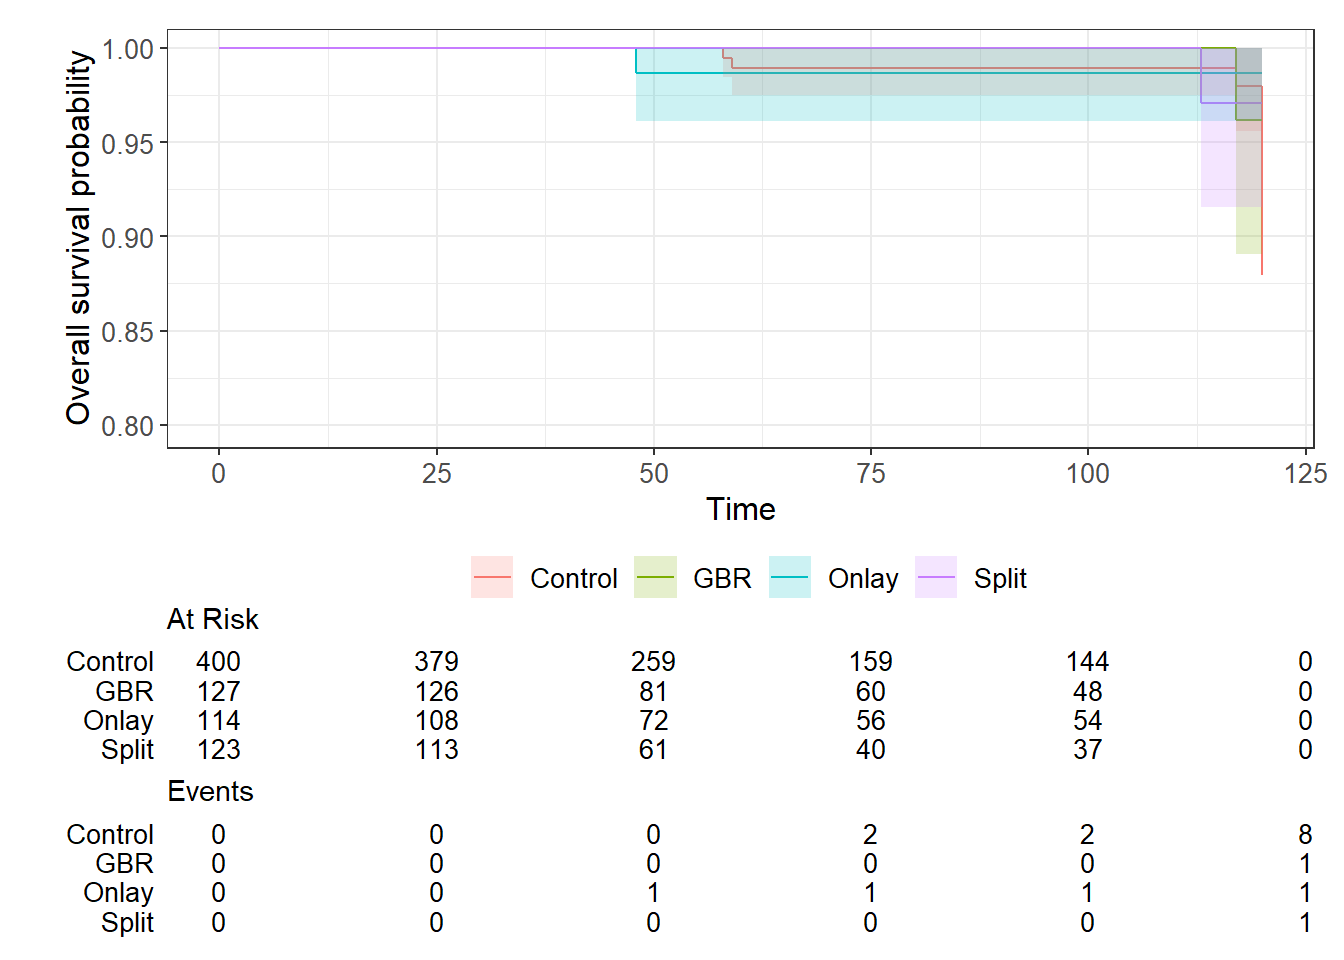 Overall survival probability
1.00
0.95
0.90
0.85
0.80
0 25 50 75 100 125
Time
Control GBR Onlay Split
At Risk
Control 400 379 259 159 144 0
GBR 127 126 81 60 48 0
Onlay 114 108 72 56 54 0
Split 123 113 61 40 37 0
Events
Control 0 0 0 2 2 8
GBR 0 0 0 0 0 1
Onlay 0 0 1 1 1 1
Split 0 0 0 0 0 1